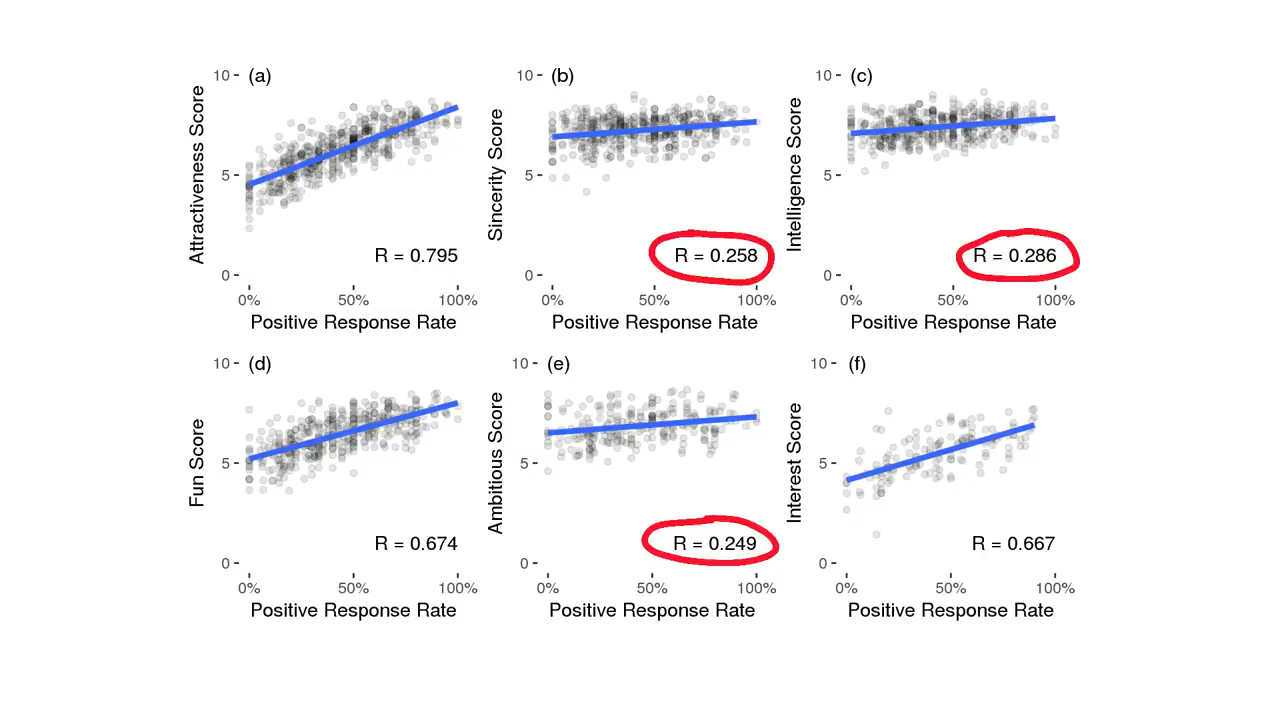 10 (a)
Attractiveness Score
5
R = 0.795
0
0% 50% 100%
Positive Response Rate
10 (b)
Sincerity Score
5
R = 0.258
0
0% 50% 100%
Positive Response Rate
10 (c)
Intelligence Score
5
R = 0.286
0
0% 50% 100%
Positive Response Rate
10 (d)
Fun Score
5
R = 0.674
0
0% 50% 100%
Positive Response Rate
10 (e)
Ambitious Score
5
R = 0.249
0
0% 50% 100%
Positive Response Rate
10 (f)
Interest Score
5
R = 0.667
0
0% 50% 100%
Positive Response Rate